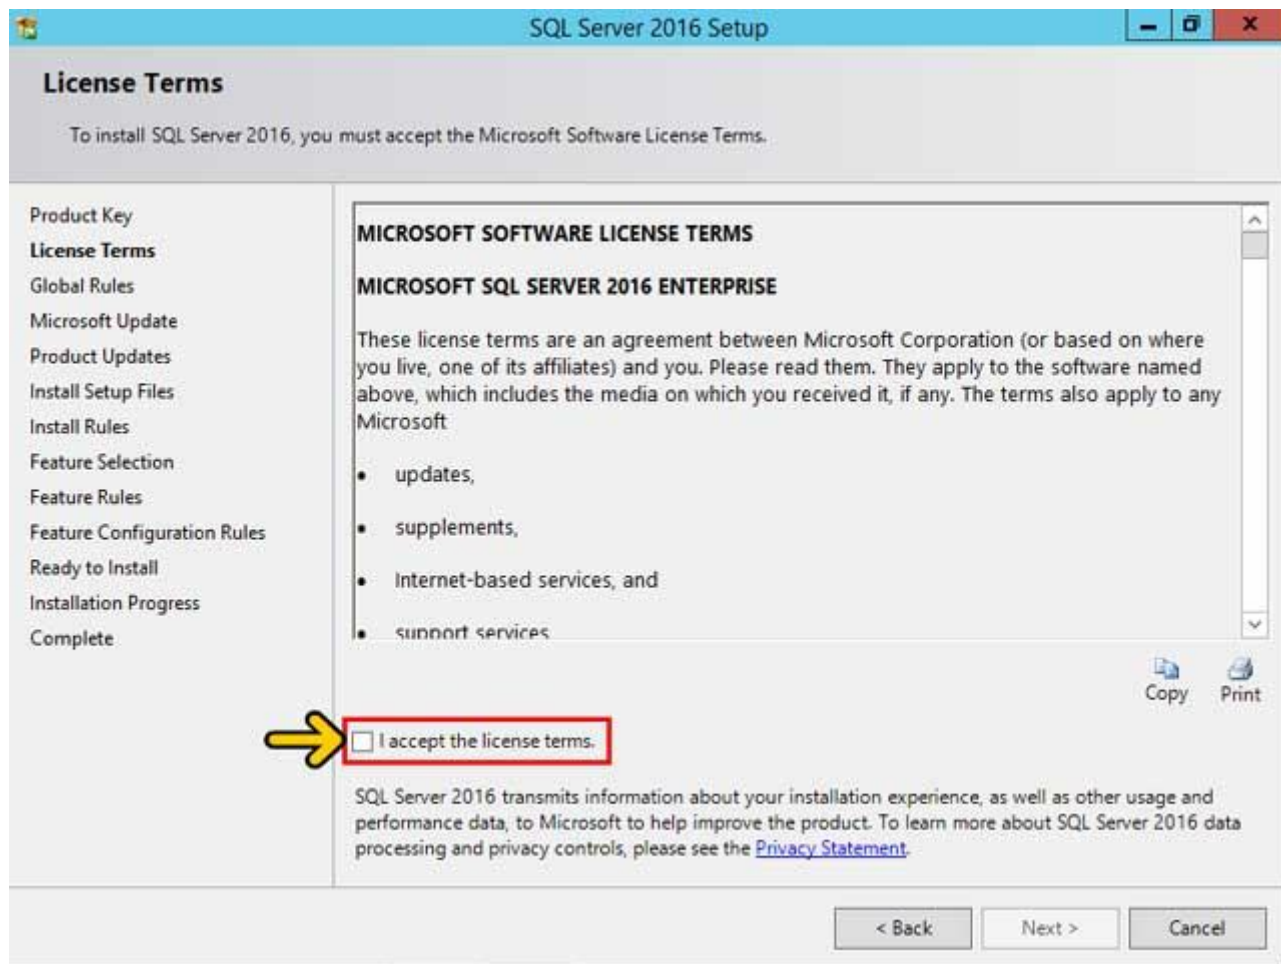 SQL Server 2016 Setup
License Terms
To install SQL Server 2016, you must accept the Microsoft Software License Terms.
Product Key
License Terms
Global Rules
Microsoft Update
Product Updates
Install Setup Files
Install Rules
Feature Selection
Feature Rules
Feature Configuration Rules
Ready to Install
Installation Progress
Complete
MICROSOFT SOFTWARE LICENSE TERMS
MICROSOFT SQL SERVER 2016 ENTERPRISE
These license terms are an agreement between Microsoft Corporation (or based on where
you live, one of its affiliates) and you. Please read them. They apply to the software named
above, which includes the media on which you received it, if any. The terms also apply to any
Microsoft
• updates,
• supplements,
• Internet-based services, and
• support services
Copy Print
I accept the license terms.
SQL Server 2016 transmits information about your installation experience, as well as other usage and
performance data, to Microsoft to help improve the product. To learn more about SQL Server 2016 data
processing and privacy controls, please see the Privacy Statement.
< Back Next > Cancel